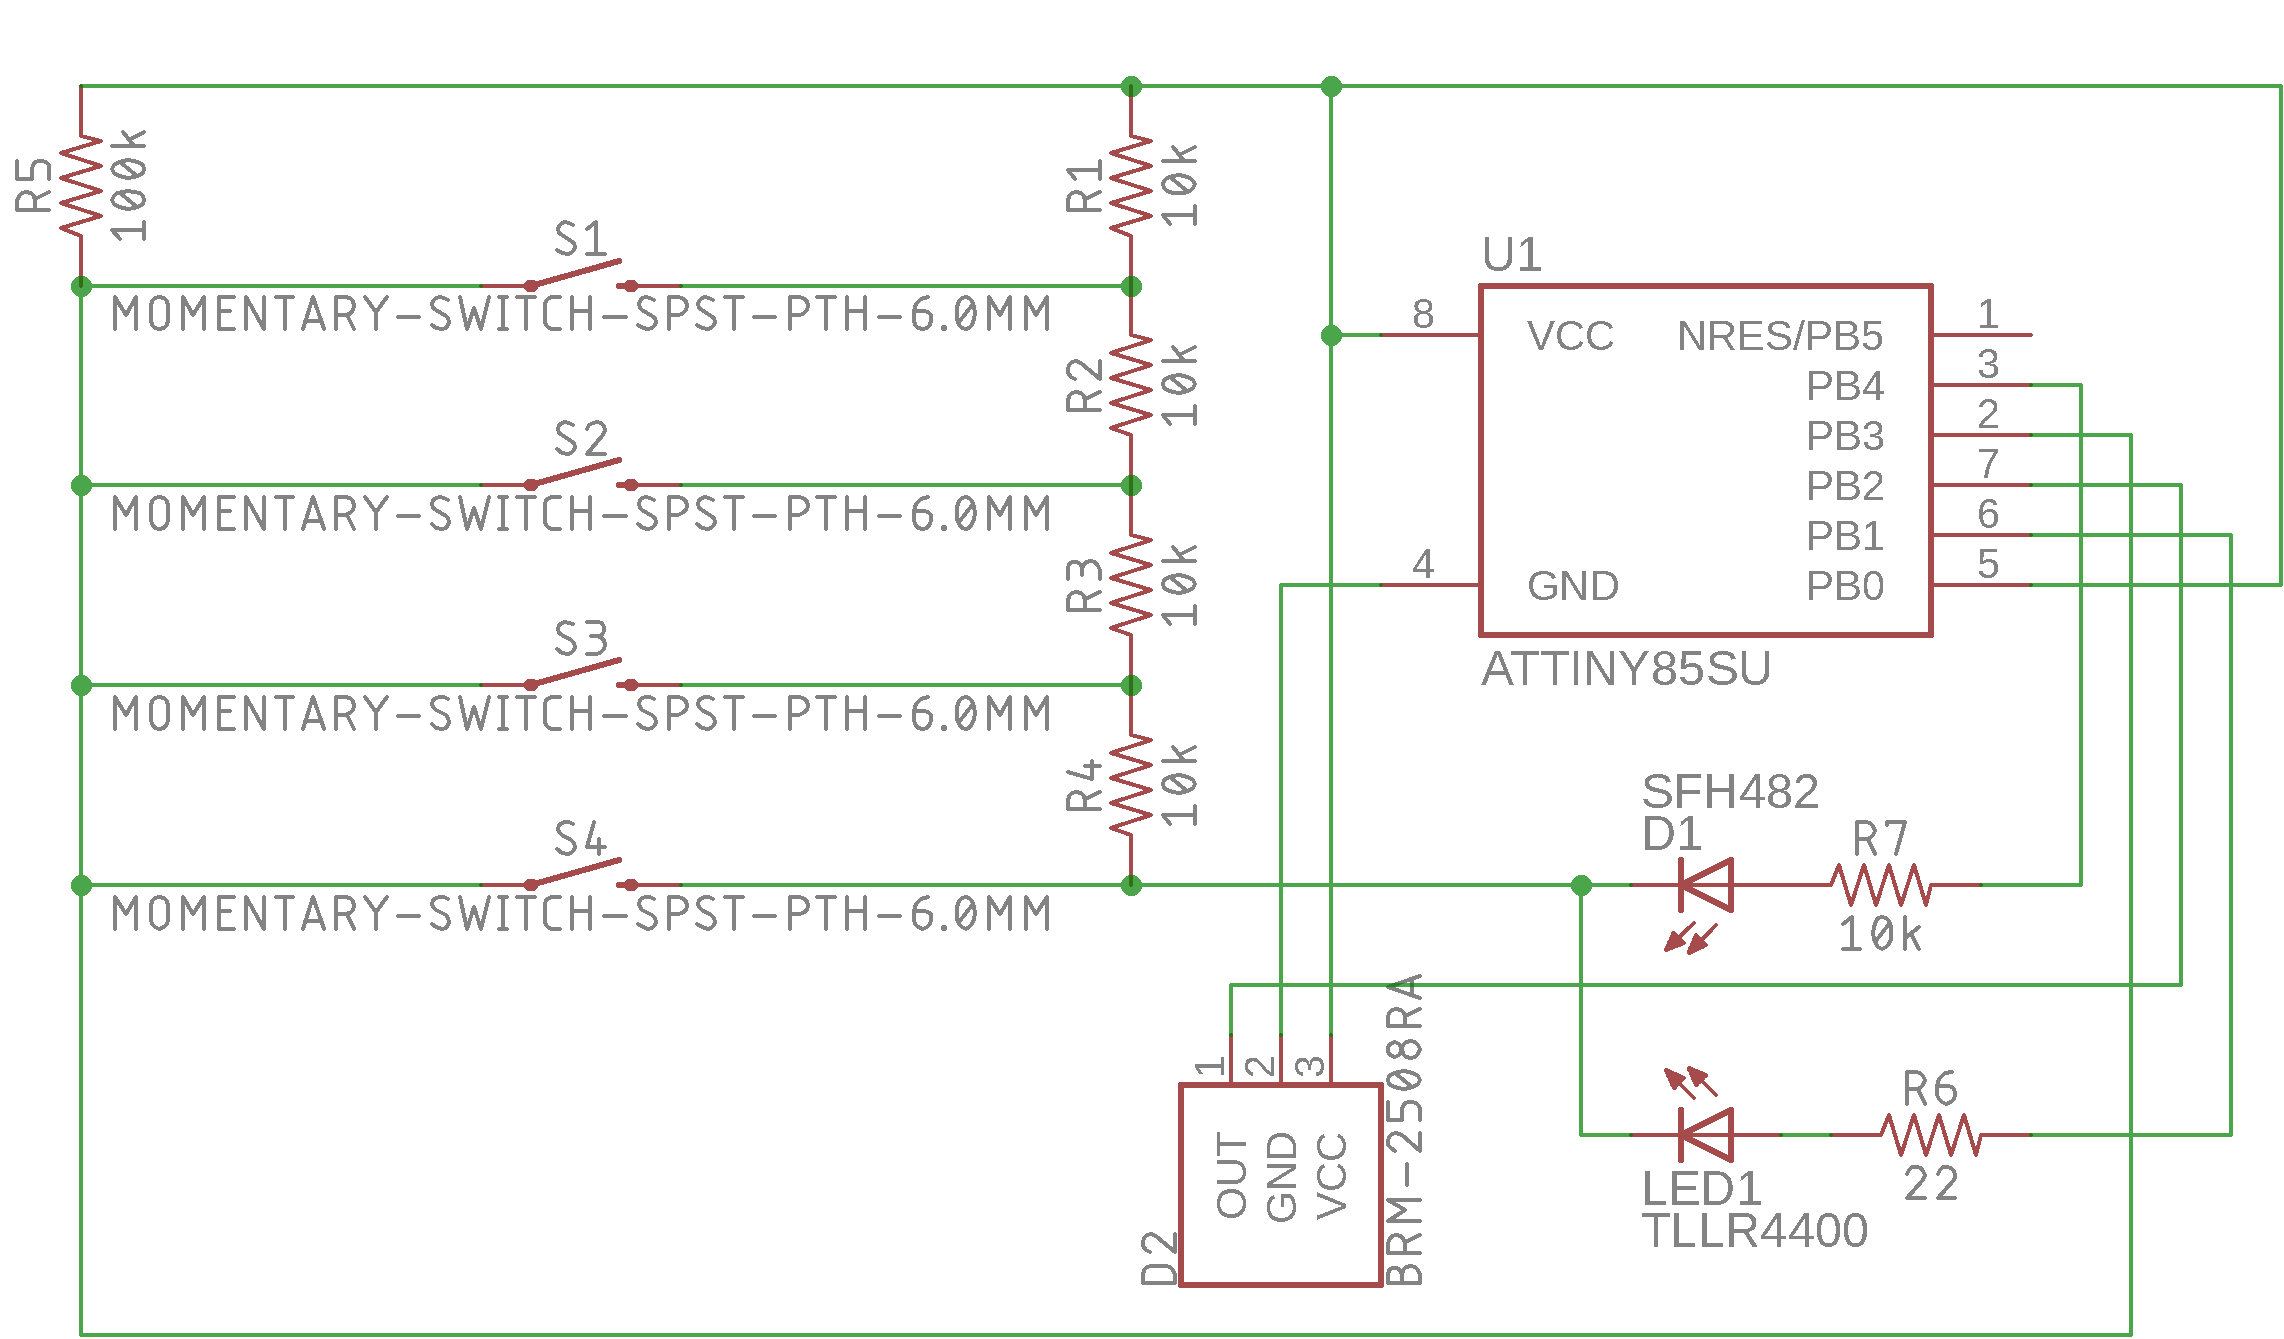 R5
100k
S1
MOMENTARY-SWITCH-SPST-PTH-6.0MM
S2
MOMENTARY-SWITCH-SPST-PTH-6.0MM
S3
MOMENTARY-SWITCH-SPST-PTH-6.0MM
S4
MOMENTARY-SWITCH-SPST-PTH-6.0MM
R1
10k
R2
10k
R3
10k
R4
10k
U1
8
VCC
4
GND
NRES/PB5
1
PB4
3
PB3
2
PB2
7
PB1
6
PB0
5
ATTINY85SU
SFH482
D1
R7
10k
R6
22
LED1
TLLR4400
1
2
3
OUT
GND
VCC
D2
BRM-2508RA